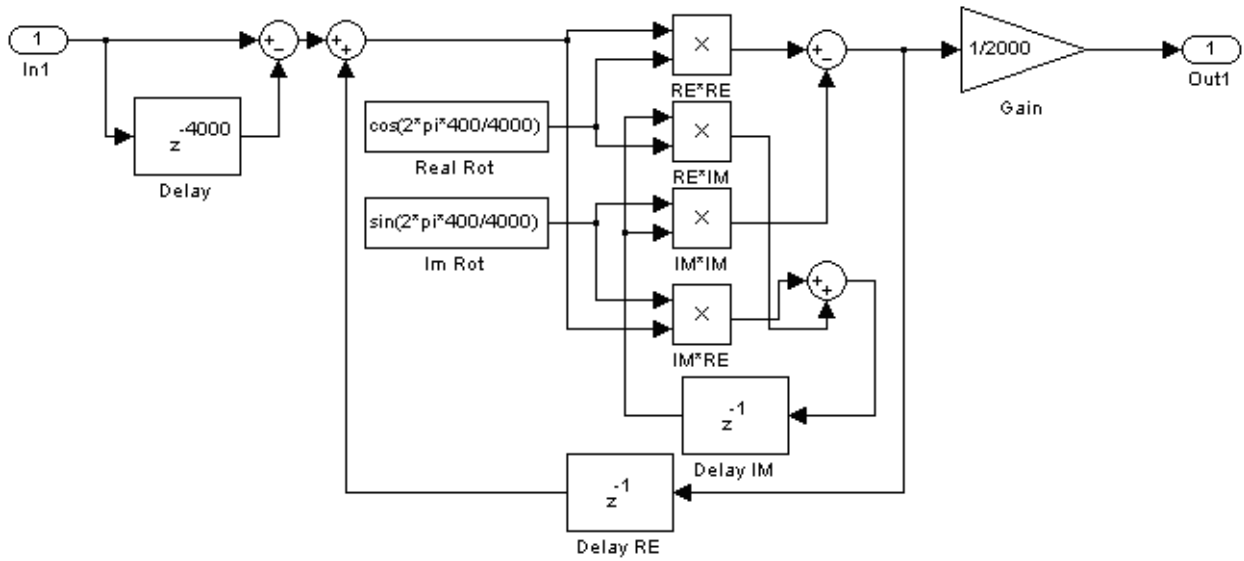 1
In1
+
−
+
+
z
-4000
Delay
cos(2*pi*400/4000)
Real Rot
sin(2*pi*400/4000)
Im Rot
×
RE*RE
×
RE*IM
×
IM*IM
×
IM*RE
+
−
+
+
z
-1
Delay IM
z
-1
Delay RE
1/2000
Gain
1
Out1